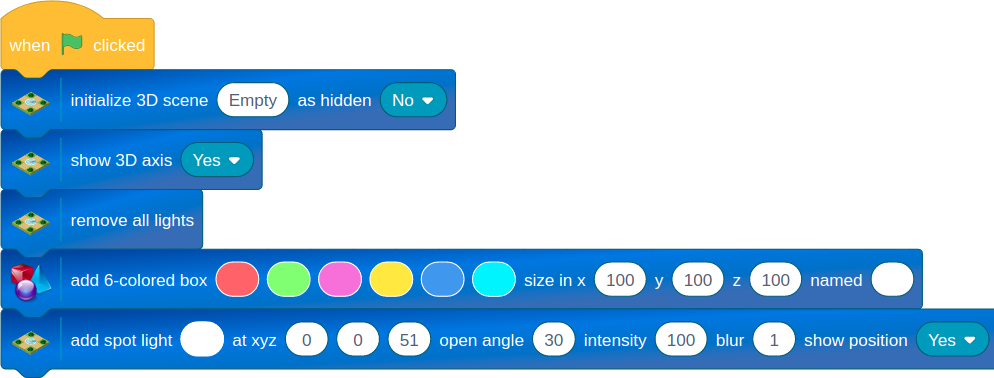 when clicked
initialize 3D scene Empty as hidden No
show 3D axis Yes
remove all lights
add 6-colored box size in x 100 y 100 z 100 named
add spot light at xyz 0 0 51 open angle 30 intensity 100 blur 1 show position Yes